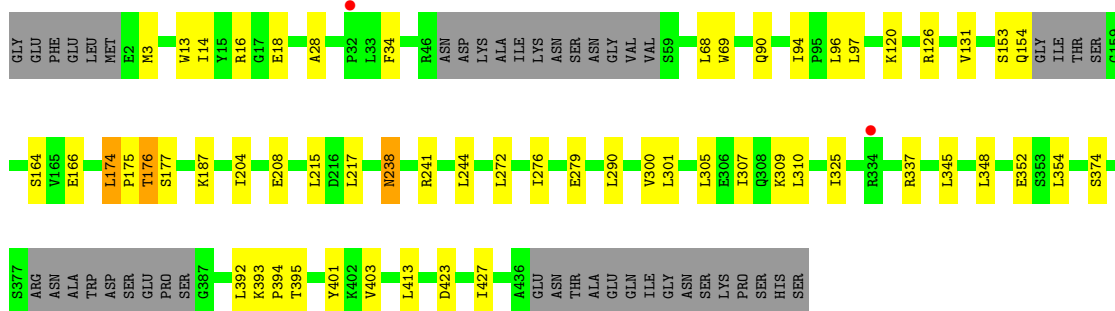 GLY GLU PHE GLU LEU MET E2 M3 W13 I14 Y15 R16 G17 E18 A28 P32 L33 F34 R46 ASN ASP LYS ALA ILE LYS ASN SER ASN GLY VAL VAL S59 L68 W69 Q90 I94 P95 L96 L97 K120 R126 V131 S153 Q154 GLY ILE THR SER G159
S164 V165 E166 L174 P175 T176 S177 K187 I204 E208 L215 D216 L217 N238 R241 L244 L272 I276 E279 L290 V300 L301 L305 E306 I307 Q308 K309 L310 I325 R334 R337 L345 L348 E352 S353 L354 S374
S377 ARG ASN ALA TRP ASP SER GLU PRO SER G387 L392 K393 P394 T395 Y401 K402 V403 L413 D423 I427 A436 GLU ASN THR ALA GLU GLN ILE GLY ASN SER LYS PRO SER HIS SER